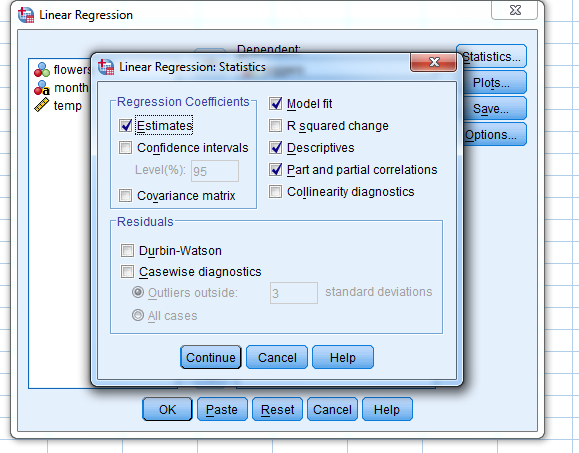 Linear Regression
Dependent:
flowers
month
temp
Statistics...
Plots...
Save...
Options...
Linear Regression: Statistics
Regression Coefficients
Estimates
Confidence intervals
Level(%): 95
Covariance matrix
Model fit
R squared change
Descriptives
Part and partial correlations
Collinearity diagnostics
Residuals
Durbin-Watson
Casewise diagnostics
Outliers outside: 3 standard deviations
All cases
Continue Cancel Help
OK Paste Reset Cancel Help